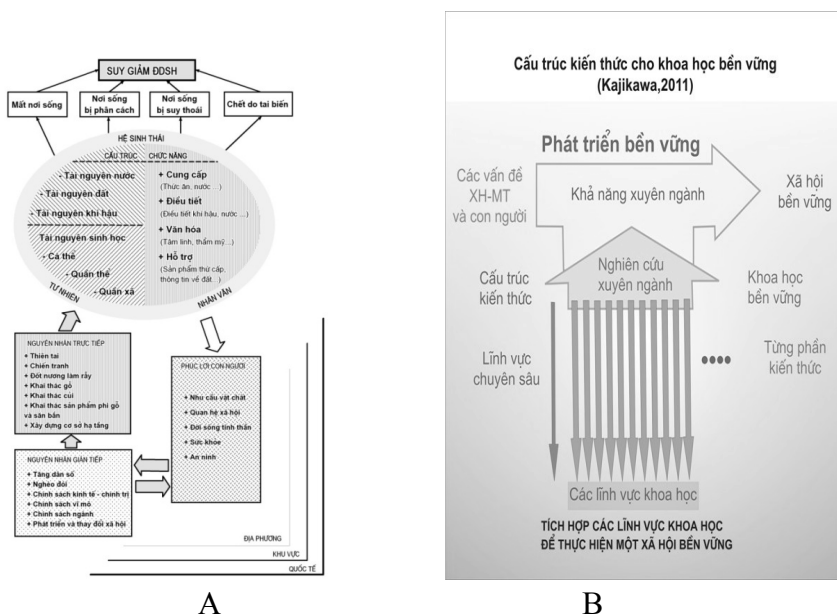 SUY GIẢM ĐDSH
Mất nơi sống
Nơi sống
bị phân cách
Nơi sống
bị suy thoái
Chết do tai biến
HỆ SINH THÁI
CẤU TRÚC
CHỨC NĂNG
- Tài nguyên nước
- Tài nguyên đất
- Tài nguyên khí hậu
Tài nguyên sinh học
- Cá thể
- Quần thể
- Quần xã
+ Cung cấp
(Thức ăn, nước ...)
+ Điều tiết
(Điều tiết khí hậu, nước ...)
+ Văn hóa
(Tâm linh, thẩm mỹ...)
+ Hỗ trợ
(Sản phẩm thứ cấp,
thông tin về đất ...)
TỰ NHIÊN
NHÂN VĂN
NGUYÊN NHÂN TRỰC TIẾP
+ Thiên tai
+ Chiến tranh
+ Đốt nương làm rẫy
+ Khai thác gỗ
+ Khai thác củi
+ Khai thác sản phẩm phi gỗ
và săn bắn
+ Xây dựng cơ sở hạ tầng
PHÚC LỢI CON NGƯỜI
+ Nhu cầu vật chất
+ Quan hệ xã hội
+ Đời sống tinh thần
+ Sức khỏe
+ An ninh
NGUYÊN NHÂN GIÁN TIẾP
+ Tăng dân số
+ Nghèo đói
+ Chính sách kinh tế - chính trị
+ Chính sách vĩ mô
+ Chính sách ngành
+ Phát triển và thay đổi xã hội
ĐỊA PHƯƠNG
KHU VỰC
QUỐC TẾ
A
Cấu trúc kiến thức cho khoa học bền vững
(Kajikawa,2011)
Phát triển bền vững
Các vấn đề
XH-MT
và con người
Khả năng xuyên ngành
Xã hội
bền vững
Nghiên cứu
xuyên ngành
Cấu trúc
kiến thức
Khoa học
bền vững
Lĩnh vực
chuyên sâu
Từng phần
kiến thức
Các lĩnh vực khoa học
TÍCH HỢP CÁC LĨNH VỰC KHOA HỌC
ĐỂ THỰC HIỆN MỘT XÃ HỘI BỀN VỮNG
B